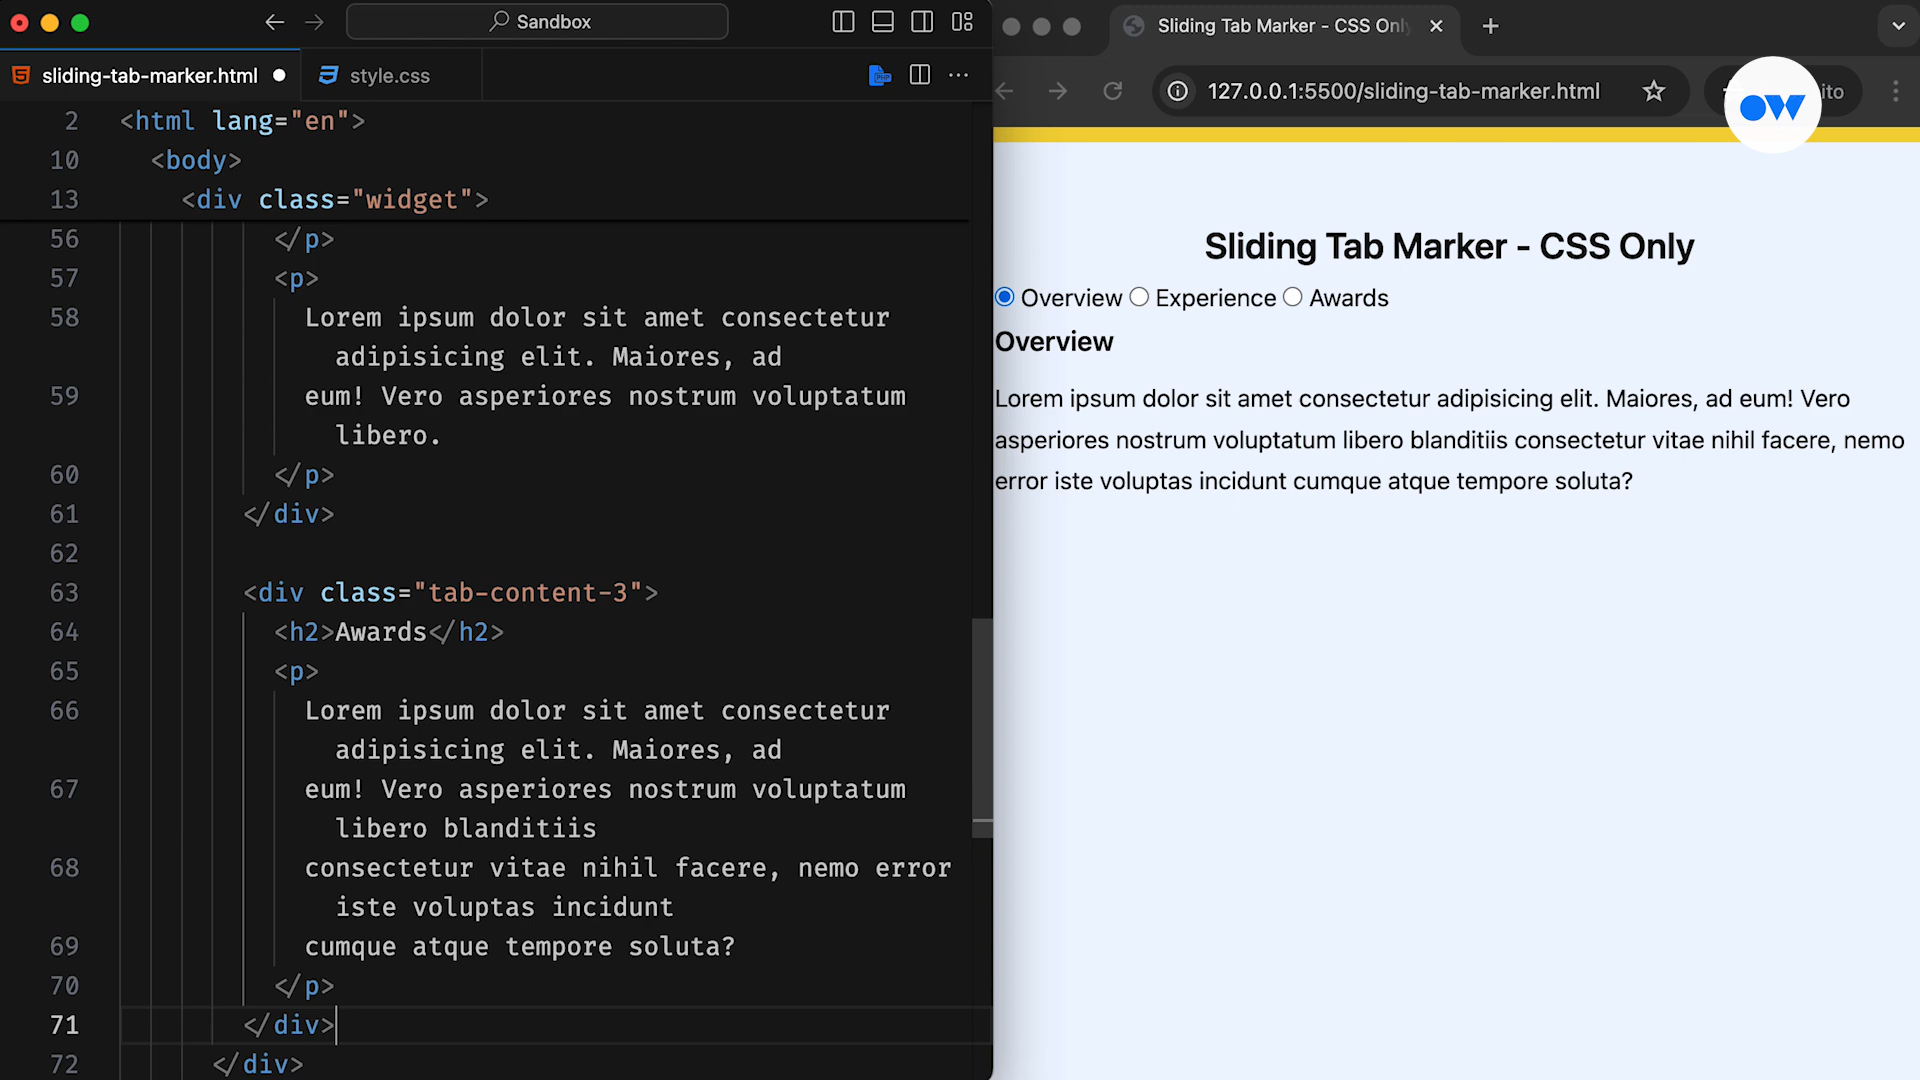 Sandbox
sliding-tab-marker.html
style.css
2 <html lang="en">
10 <body>
13 <div class="widget">
56 </p>
57 <p>
58 Lorem ipsum dolor sit amet consectetur
adipisicing elit. Maiores, ad
59 eum! Vero asperiores nostrum voluptatum
libero.
60 </p>
61 </div>
62
63 <div class="tab-content-3">
64 <h2>Awards</h2>
65 <p>
66 Lorem ipsum dolor sit amet consectetur
adipisicing elit. Maiores, ad
67 eum! Vero asperiores nostrum voluptatum
libero blanditiis
68 consectetur vitae nihil facere, nemo error
iste voluptas incidunt
69 cumque atque tempore soluta?
70 </p>
71 </div>
72 </div>
Sliding Tab Marker - CSS Only
127.0.0.1:5500/sliding-tab-marker.html
ito
OW
Sliding Tab Marker - CSS Only
Overview Experience Awards
Overview
Lorem ipsum dolor sit amet consectetur adipisicing elit. Maiores, ad eum! Vero
asperiores nostrum voluptatum libero blanditiis consectetur vitae nihil facere, nemo
error iste voluptas incidunt cumque atque tempore soluta?